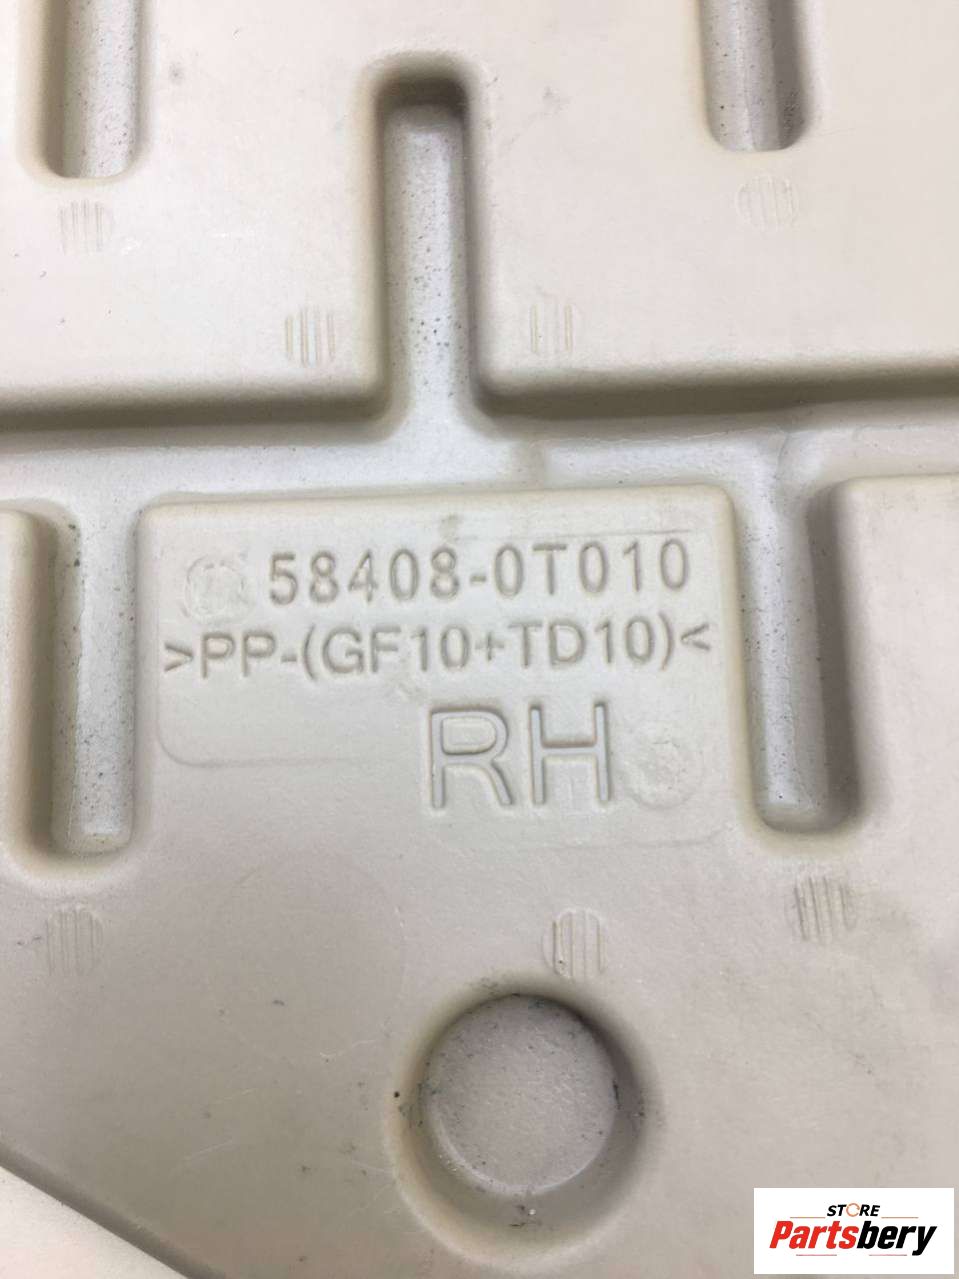 58408-0T010
>PP-(GF10+TD10)<
RH
STORE
Partsbery